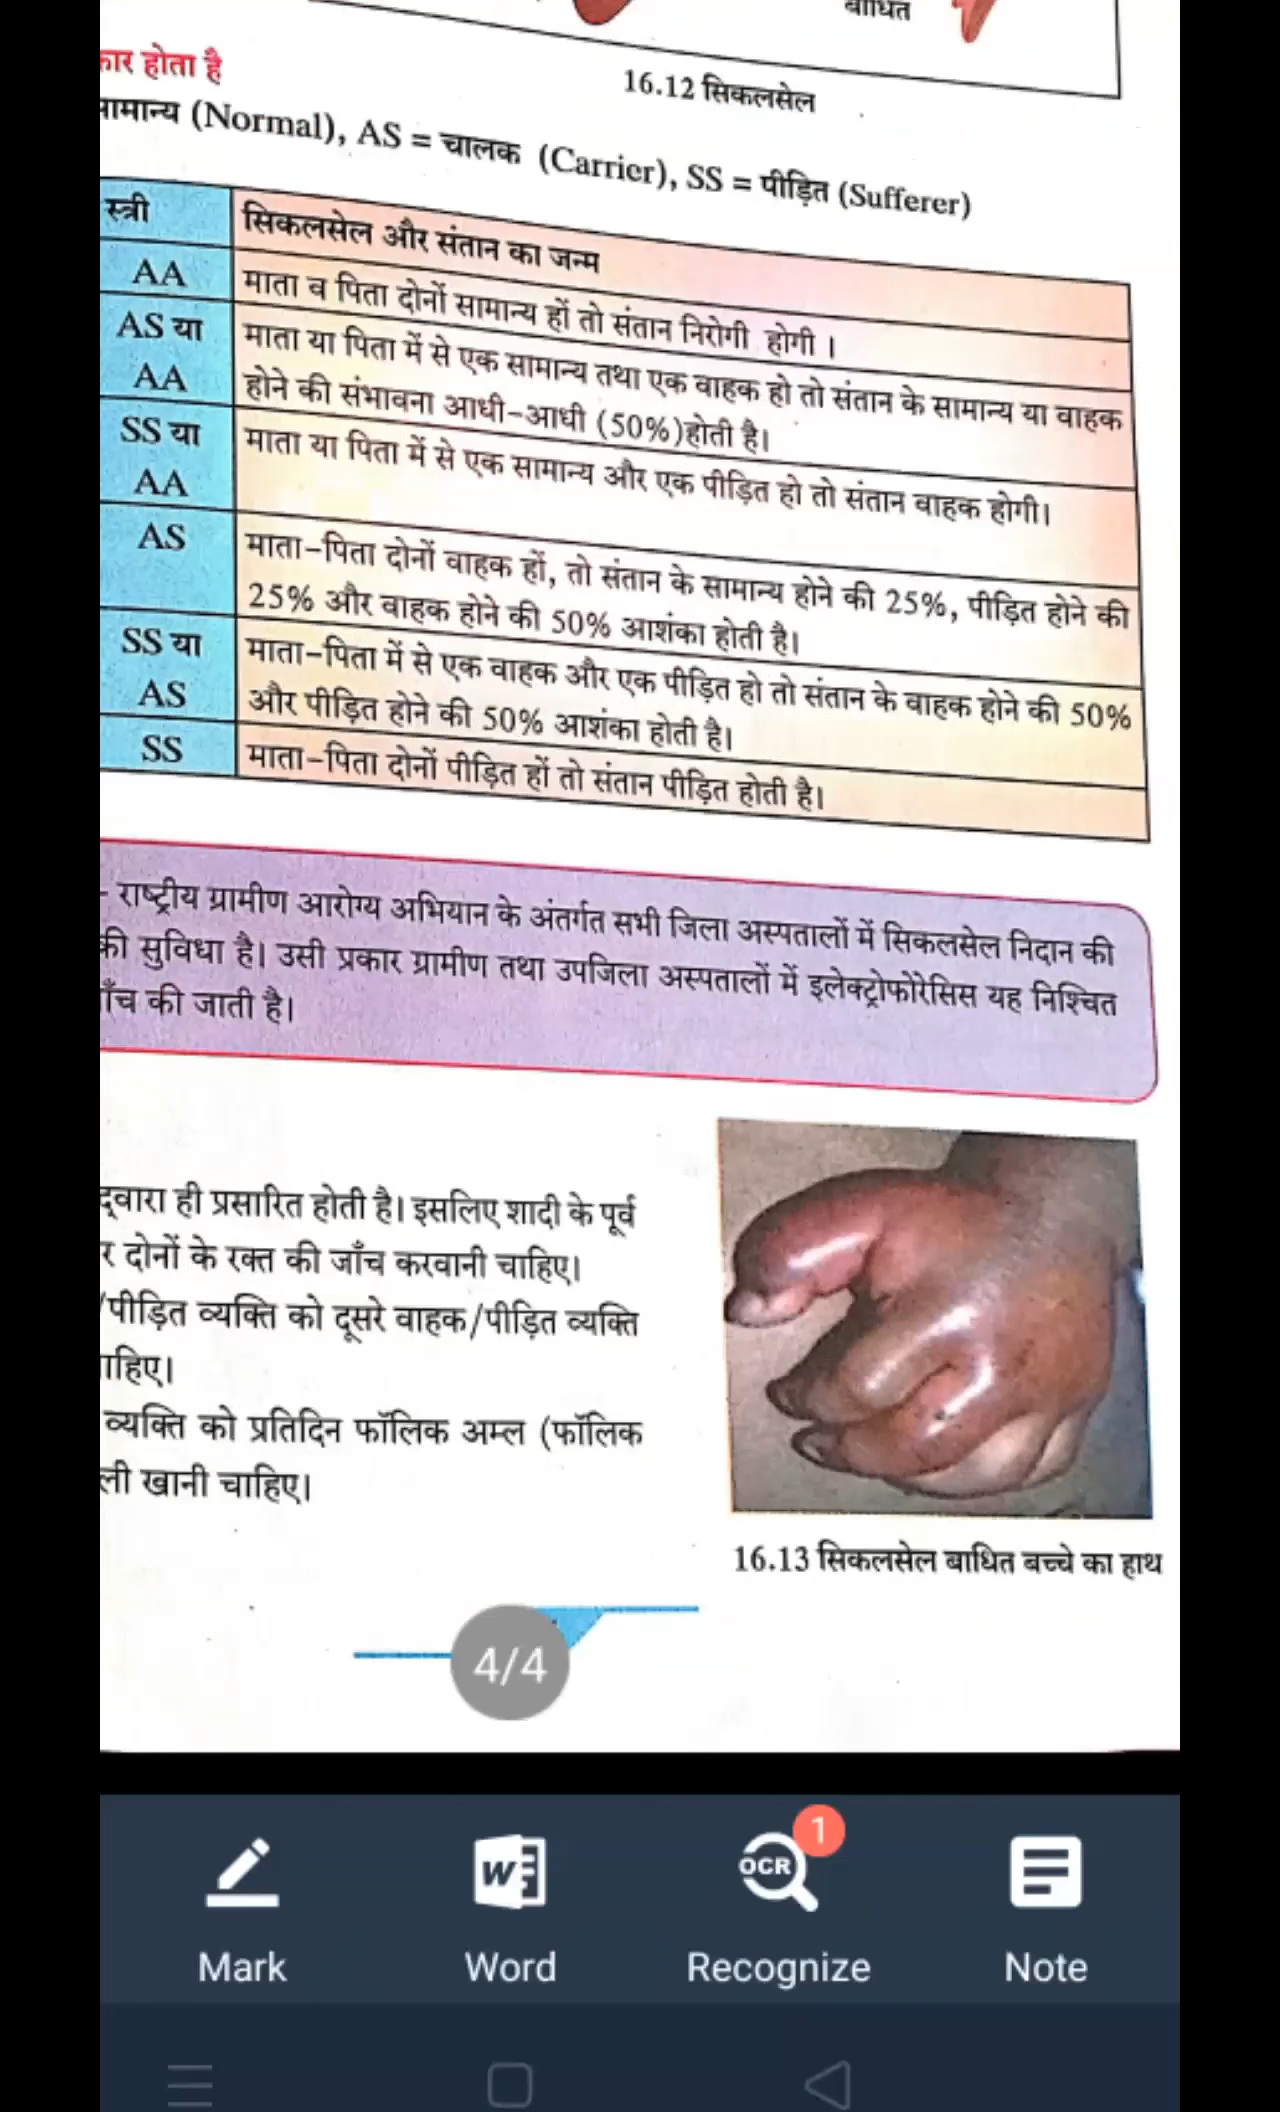 बाधित
16.12 सिकलसेल
होता है
(Normal), AS = चालक (Carrier), SS = पीड़ित (Sufferer)
स्त्री
सिकलसेल और संतान का जन्म
AA
माता व पिता दोनों सामान्य हों तो संतान निरोगी होगी ।
AS या
AA
माता या पिता में से एक सामान्य तथा एक वाहक हो तो संतान के सामान्य या वाहक
होने की संभावना आधी-आधी (50%)होती है।
SS या
AA
माता या पिता में से एक सामान्य और एक पीड़ित हो तो संतान वाहक होगी।
AS
माता-पिता दोनों वाहक हों, तो संतान के सामान्य होने की 25%, पीड़ित होने की
25% और वाहक होने की 50% आशंका होती है।
SS या
AS
माता-पिता में से एक वाहक और एक पीड़ित हो तो संतान के वाहक होने की 50%
और पीड़ित होने की 50% आशंका होती है।
SS
माता-पिता दोनों पीड़ित हों तो संतान पीड़ित होती है।
- राष्ट्रीय ग्रामीण आरोग्य अभियान के अंतर्गत सभी जिला अस्पतालों में सिकलसेल निदान की
की सुविधा है। उसी प्रकार ग्रामीण तथा उपजिला अस्पतालों में इलेक्ट्रोफोरेसिस यह निश्चित
की जाती है।
द्वारा ही प्रसारित होती है। इसलिए शादी के पूर्व
दोनों के रक्त की जाँच करवानी चाहिए।
/पीड़ित व्यक्ति को दूसरे वाहक/पीड़ित व्यक्ति
व्यक्ति को प्रतिदिन फॉलिक अम्ल (फॉलिक
खानी चाहिए।
16.13 सिकलसेल बाधित बच्चे का हाथ
4/4
1
OCR
W
Mark
Word
Recognize
Note